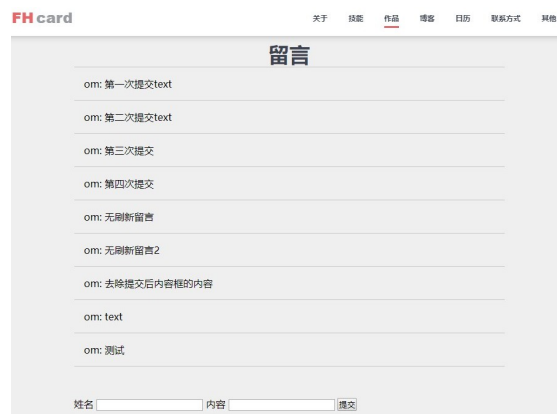 FH card 关于 技能 作品 博客 日历 联系方式 其他
留言
om: 第一次提交text
om: 第二次提交text
om: 第三次提交
om: 第四次提交
om: 无刷新留言
om: 无刷新留言2
om: 去除提交后内容框的内容
om: text
om: 测试
姓名 内容 提交